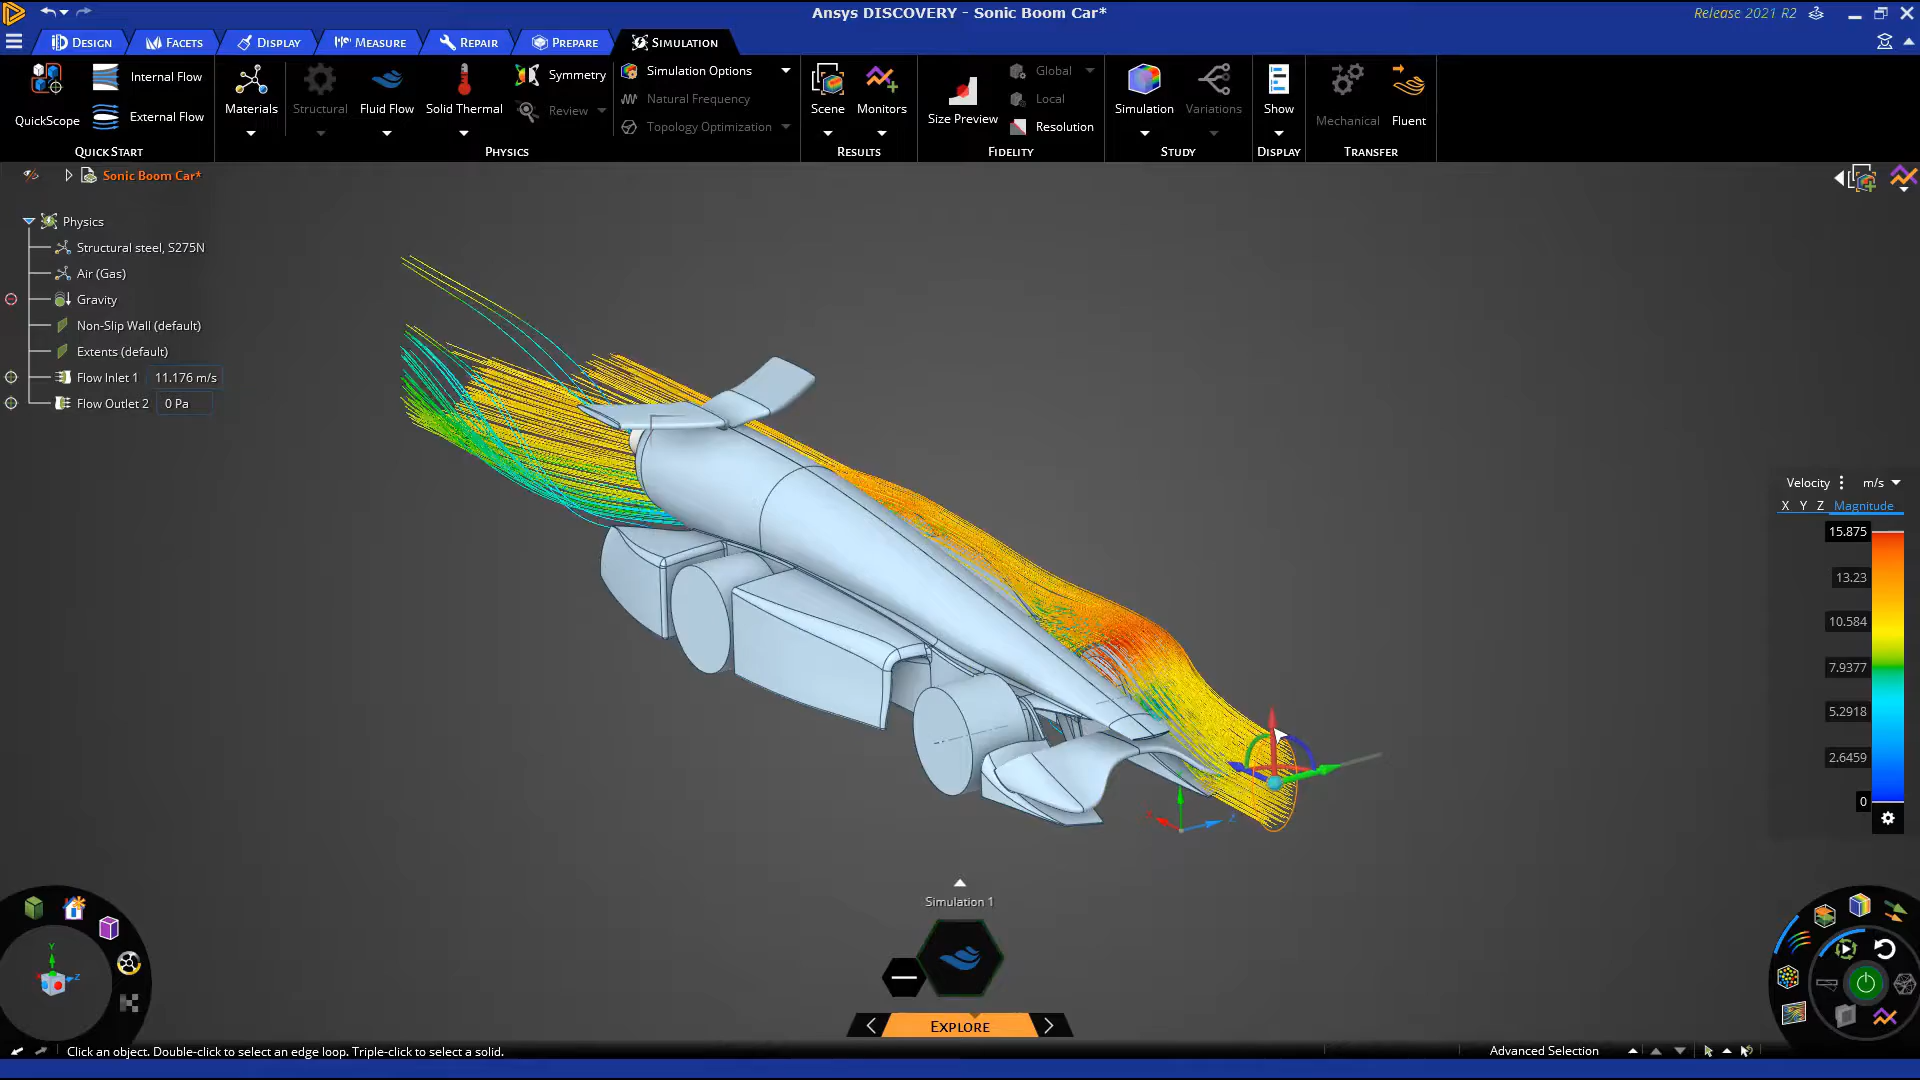 Ansys DISCOVERY - Sonic Boom Car*
Release 2021 R2
DESIGN
FACETS
DISPLAY
MEASURE
REPAIR
PREPARE
SIMULATION
QuickScope
Internal Flow
External Flow
QUICK START
Materials
Structural
Fluid Flow
Solid Thermal
Symmetry
Review
Simulation Options
Natural Frequency
Topology Optimization
PHYSICS
Scene
Monitors
RESULTS
Size Preview
Global
Local
Resolution
FIDELITY
Simulation
Variations
STUDY
Show
DISPLAY
Mechanical
Fluent
TRANSFER
Sonic Boom Car*
Physics
Structural steel, S275N
Air (Gas)
Gravity
Non-Slip Wall (default)
Extents (default)
Flow Inlet 1 11.176 m/s
Flow Outlet 2 0 Pa
Velocity m/s
X Y Z Magnitude
15.875
13.23
10.584
7.9377
5.2918
2.6459
0
Z
Simulation 1
EXPLORE
Y
Z
Click an object. Double-click to select an edge loop. Triple-click to select a solid.
Advanced Selection